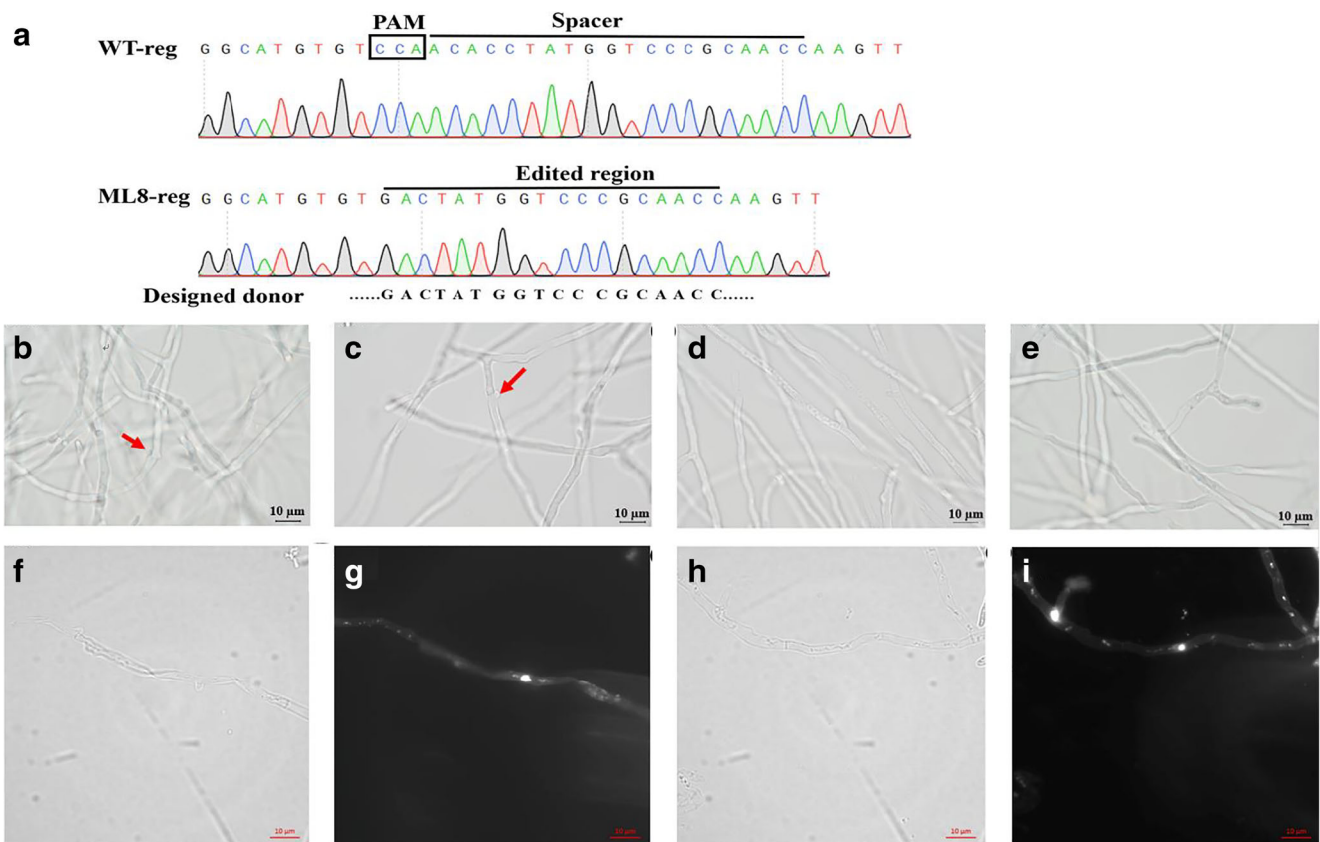 a
PAM Spacer
WT-reg G G C A T G T G T C C A A C A C C T A T G G T C C C G C A A C C A A G T T
Edited region
ML8-reg G G C A T G T G T G A C T A T G G T C C C G C A A C C A A G T T
Designed donor ......G A C T A T G G T C C C G C A A C C......
b c d e
10 µm 10 µm 10 µm 10 µm
f g h i
10 µm 10 µm 10 µm 10 µm